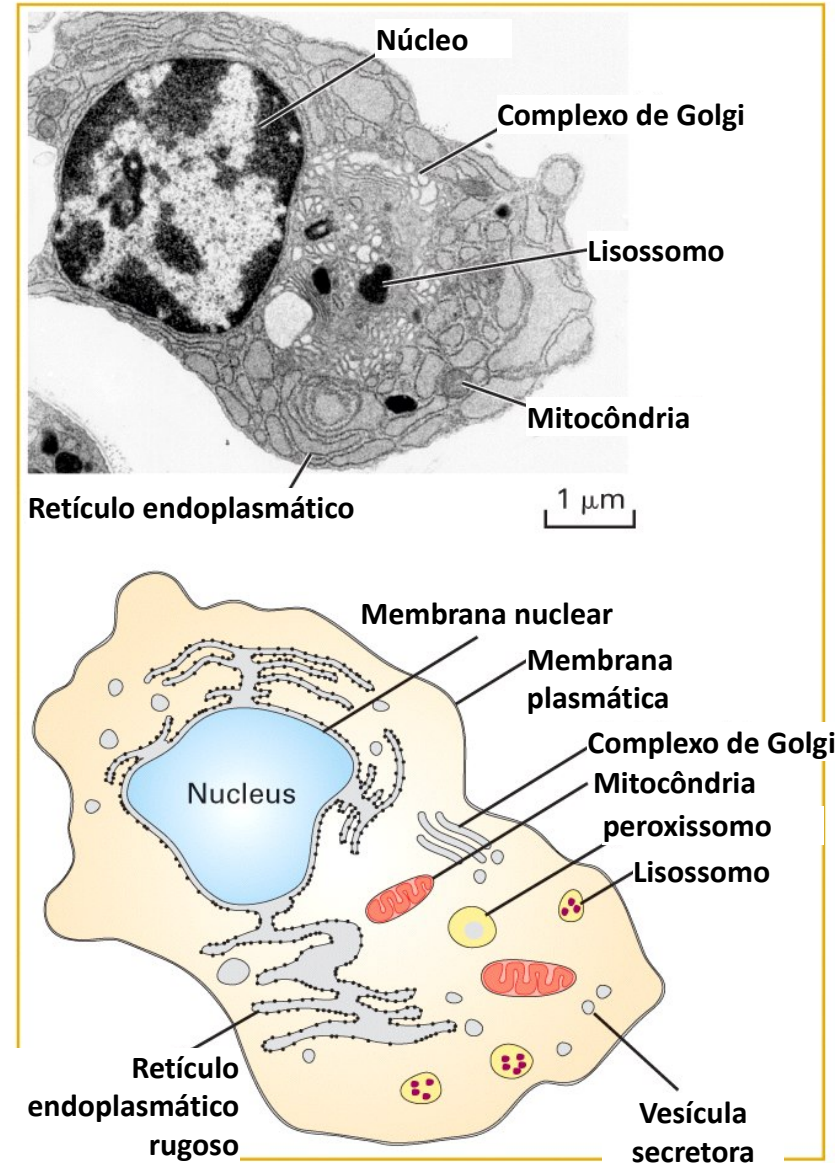 Núcleo
Complexo de Golgi
Lisossomo
Mitocôndria
Retículo endoplasmático
1 μm
Membrana nuclear
Membrana
plasmática
Complexo de Golgi
Mitocôndria
peroxissomo
Nucleus
Lisossomo
Retículo
endoplasmático
rugoso
Vesícula
secretora